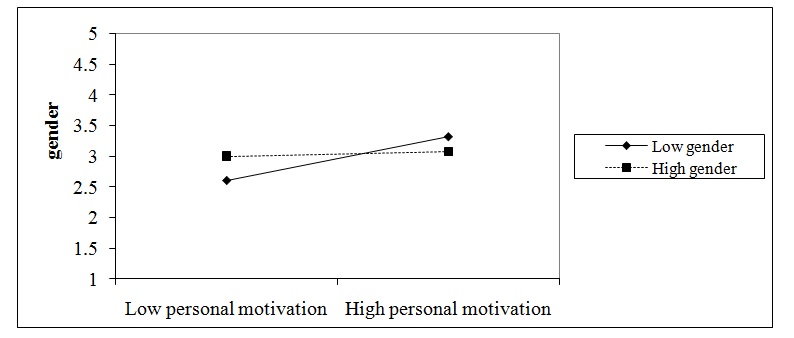 5
4.5
4
3.5
3
2.5
2
1.5
1
gender
Low personal motivation
High personal motivation
Low gender
High gender